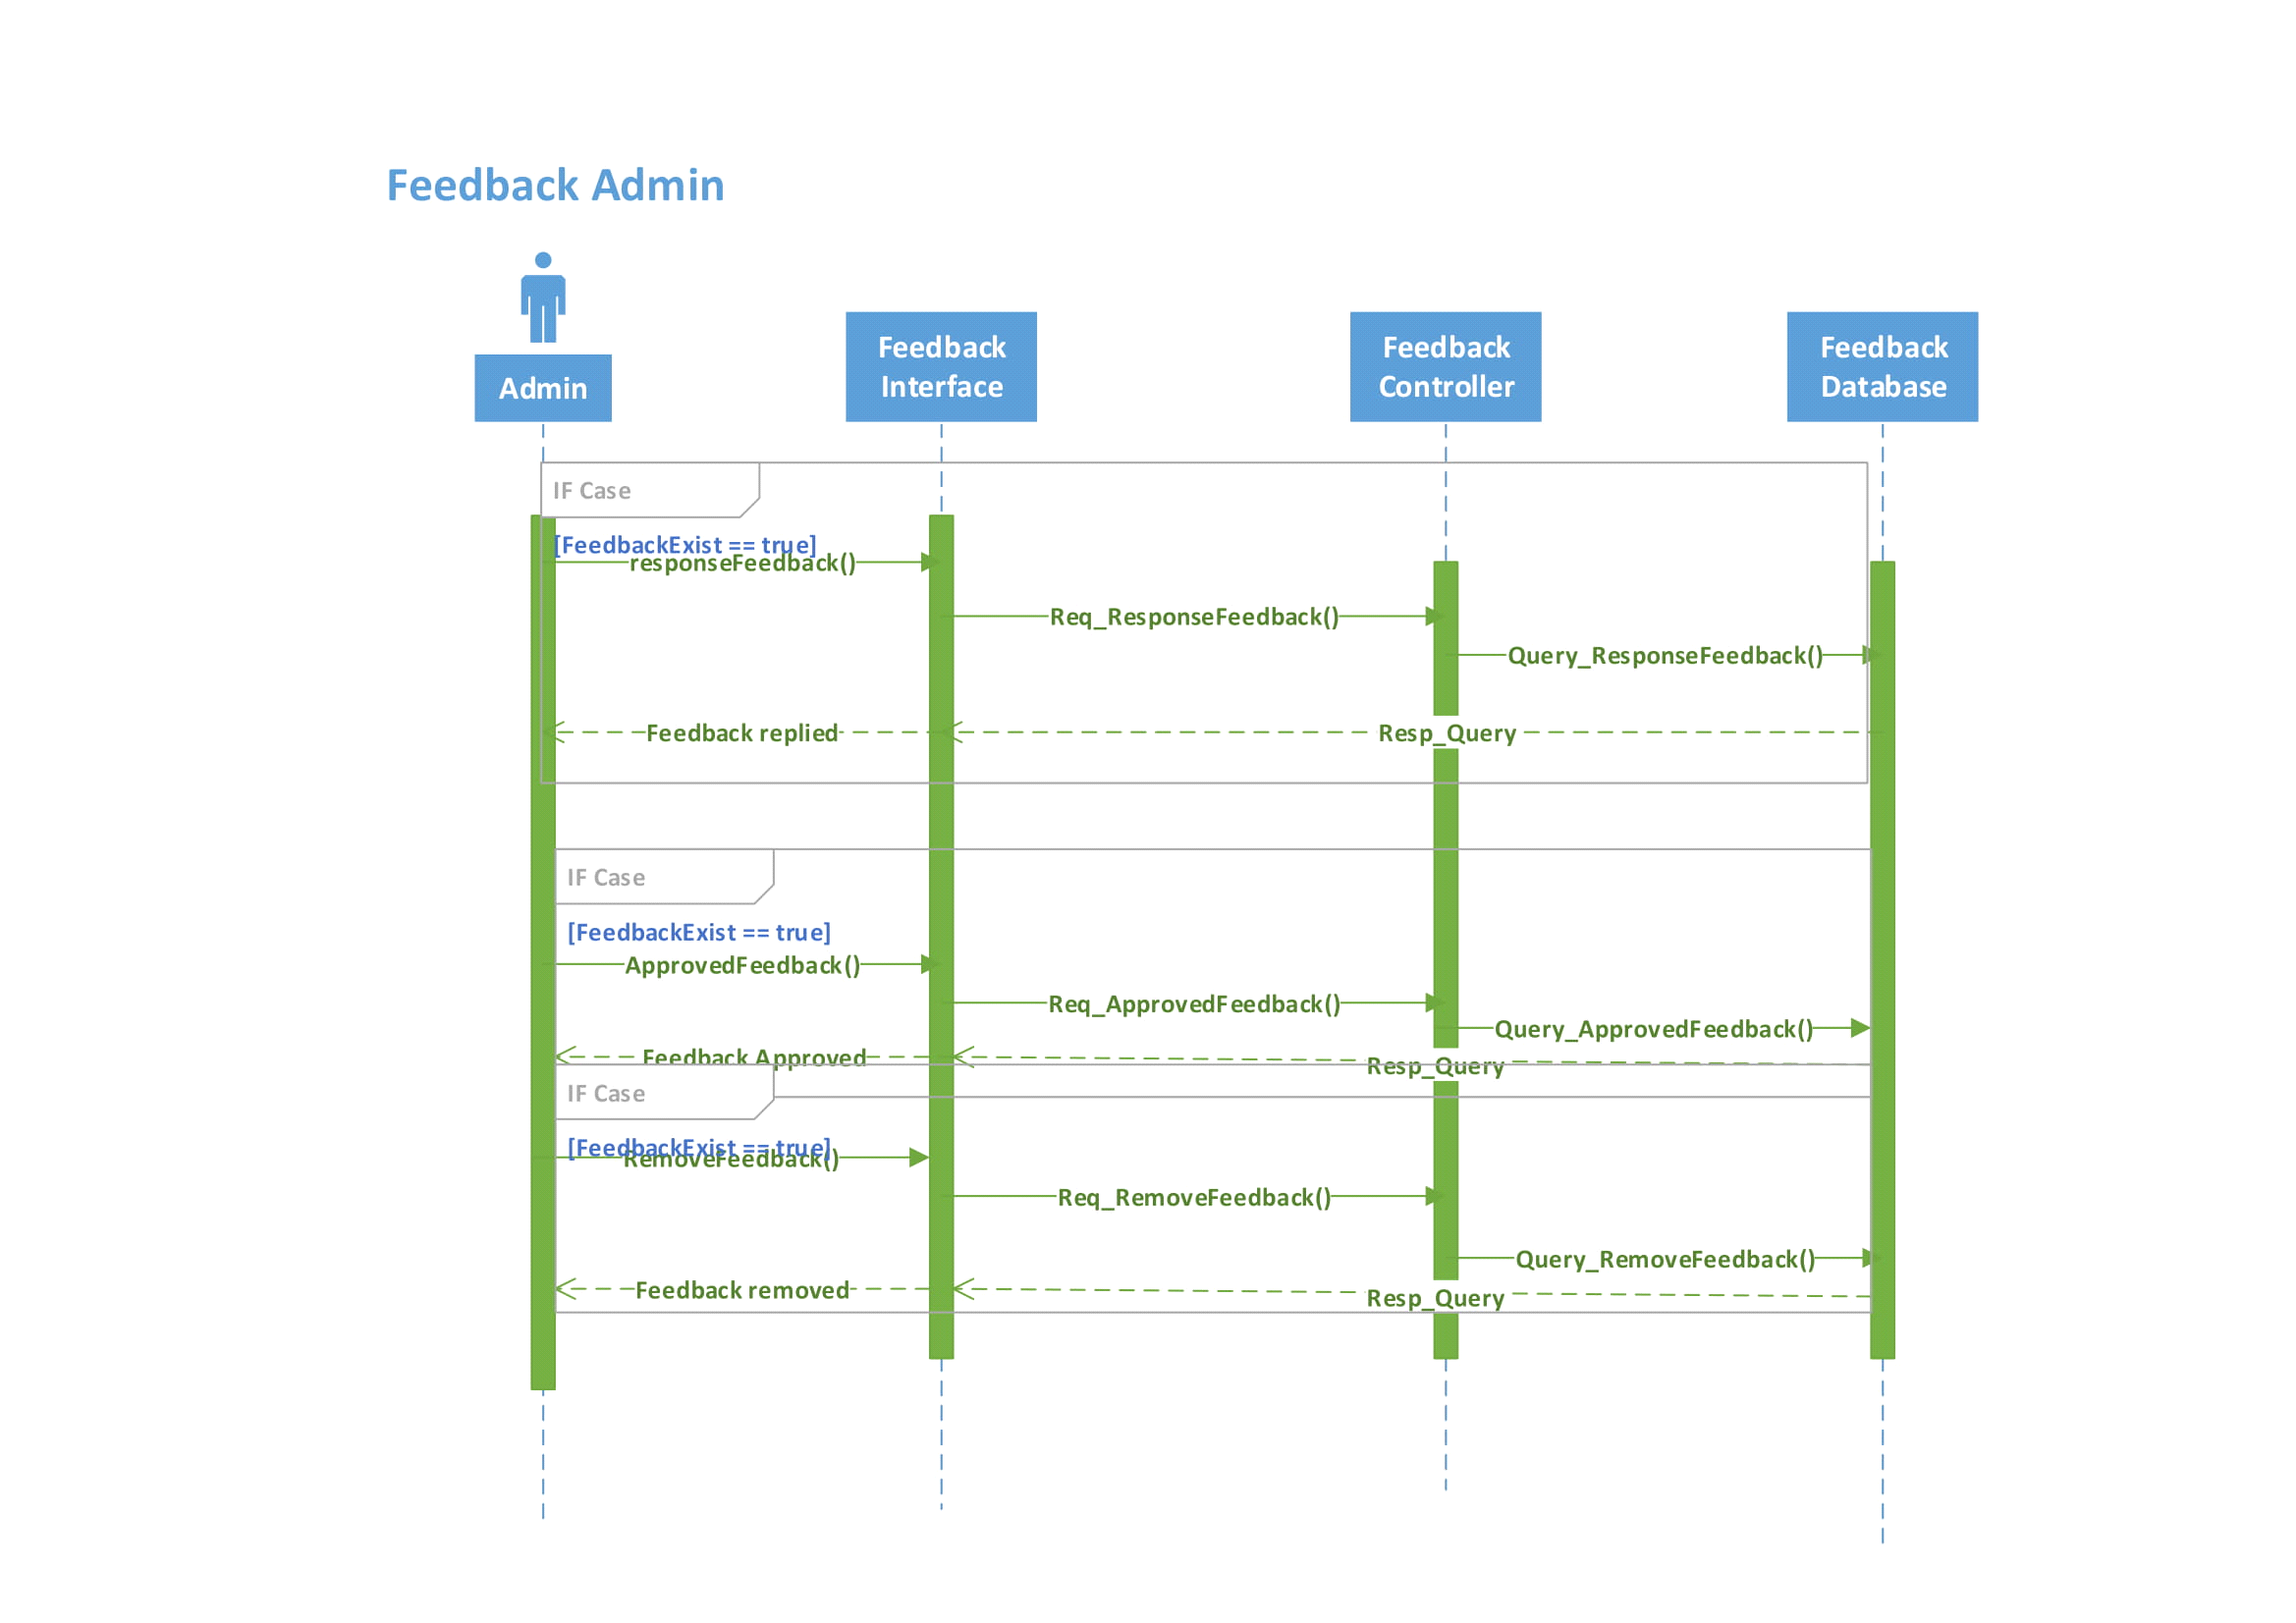 Feedback Admin
Admin
Feedback
Interface
Feedback
Controller
Feedback
Database
IF Case
[FeedbackExist == true]
responseFeedback()
Req_ResponseFeedback()
Query_ResponseFeedback()
Feedback replied
Resp_Query
IF Case
[FeedbackExist == true]
ApprovedFeedback()
Req_ApprovedFeedback()
Query_ApprovedFeedback()
Feedback Approved
Resp_Query
IF Case
[FeedbackExist == true]
RemoveFeedback()
Req_RemoveFeedback()
Query_RemoveFeedback()
Feedback removed
Resp_Query